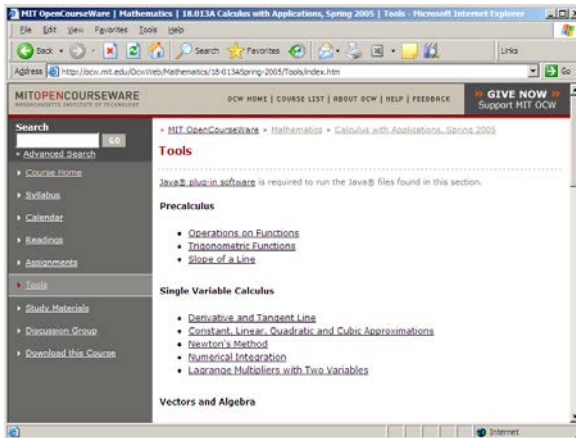 MIT OpenCourseWare | Mathematics | 18.013A Calculus with Applications, Spring 2005 | Tools - Microsoft Internet Explorer
File Edit View Favorites Tools Help
Back Search Favorites Links
Address http://ocw.mit.edu/OcwWeb/Mathematics/18-013ASpring-2005/Tools/index.htm Go
MITOPENCOURSEWARE
MASSACHUSETTS INSTITUTE OF TECHNOLOGY
OCW HOME | COURSE LIST | ABOUT OCW | HELP | FEEDBACK
GIVE NOW
Support MIT OCW
Search
GO
Advanced Search
Course Home
Syllabus
Calendar
Readings
Assignments
Tools
Study Materials
Discussion Group
Download this Course
» MIT OpenCourseWare » Mathematics » Calculus with Applications, Spring 2005
Tools
Java® plug-in software is required to run the Java® files found in this section.
Precalculus
• Operations on Functions
• Trigonometric Functions
• Slope of a Line
Single Variable Calculus
• Derivative and Tangent Line
• Constant, Linear, Quadratic and Cubic Approximations
• Newton's Method
• Numerical Integration
• Lagrange Multipliers with Two Variables
Vectors and Algebra
Internet